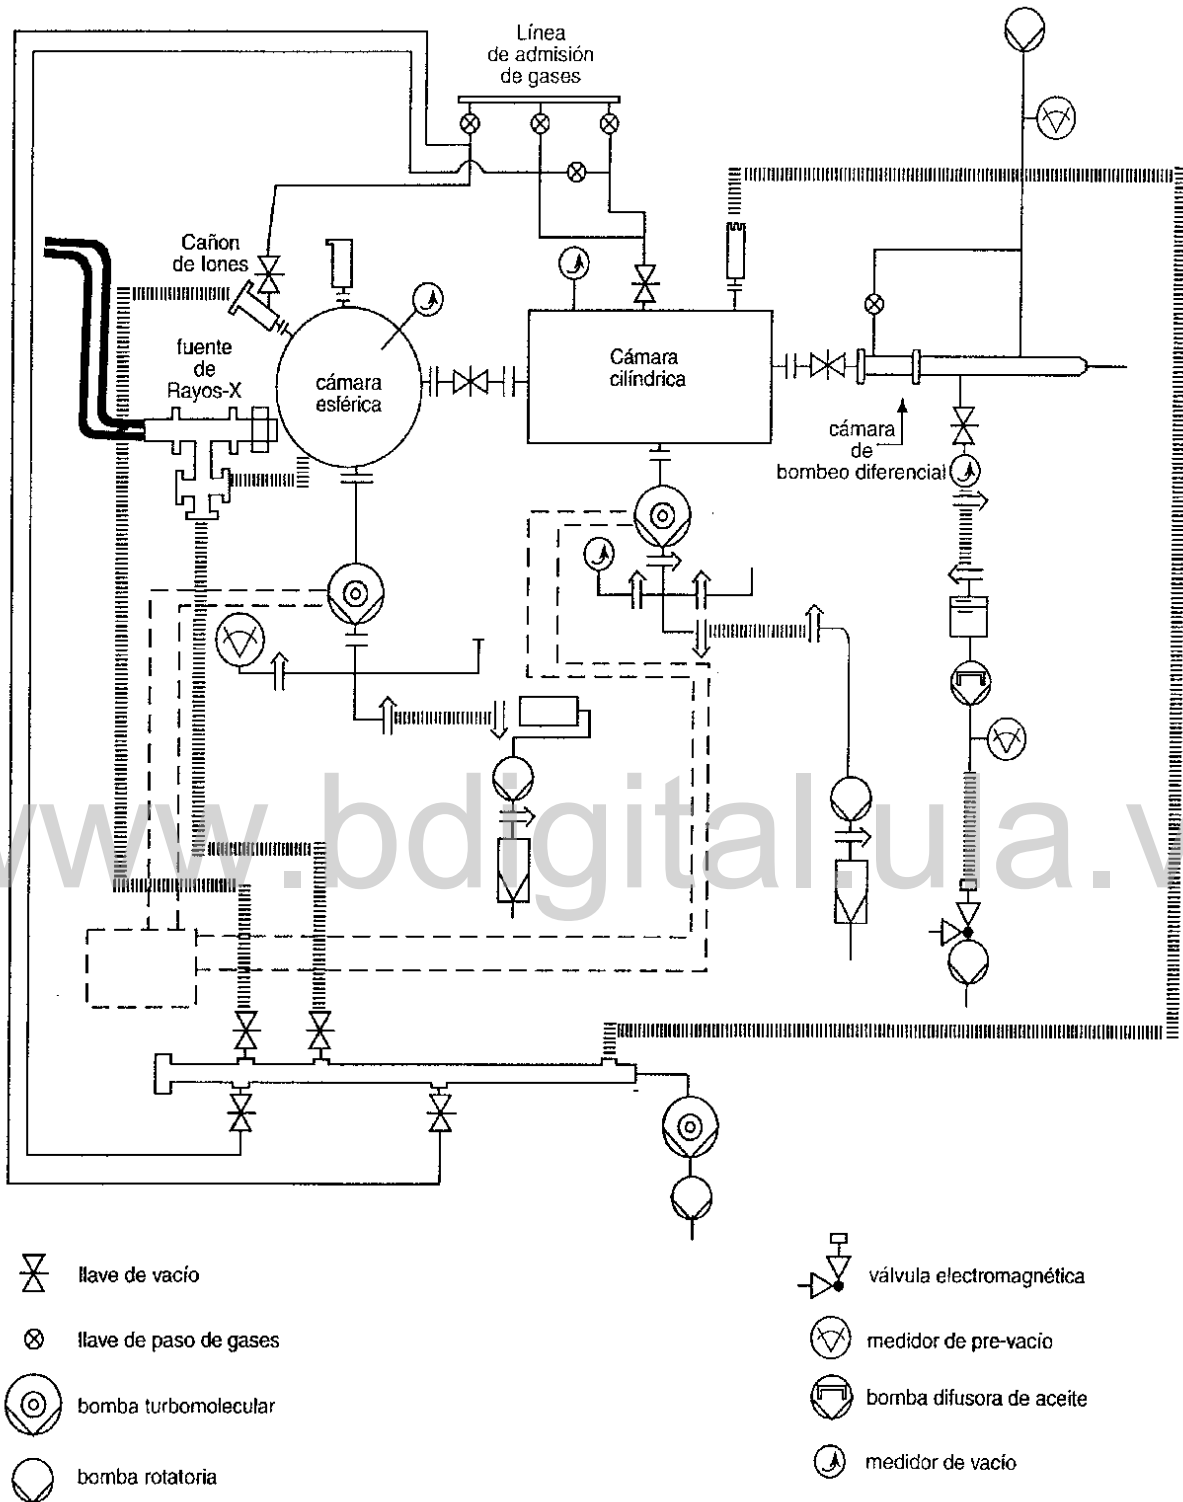 Línea
de admisión
de gases
Cañon
de Iones
fuente
de
Rayos-X
cámara
esférica
Cámara
cilíndrica
cámara
de
bombeo diferencial
www.bdigital.ula.v
llave de vacío
llave de paso de gases
bomba turbomolecular
bomba rotatoria
válvula electromagnética
medidor de pre-vacío
bomba difusora de aceite
medidor de vacío